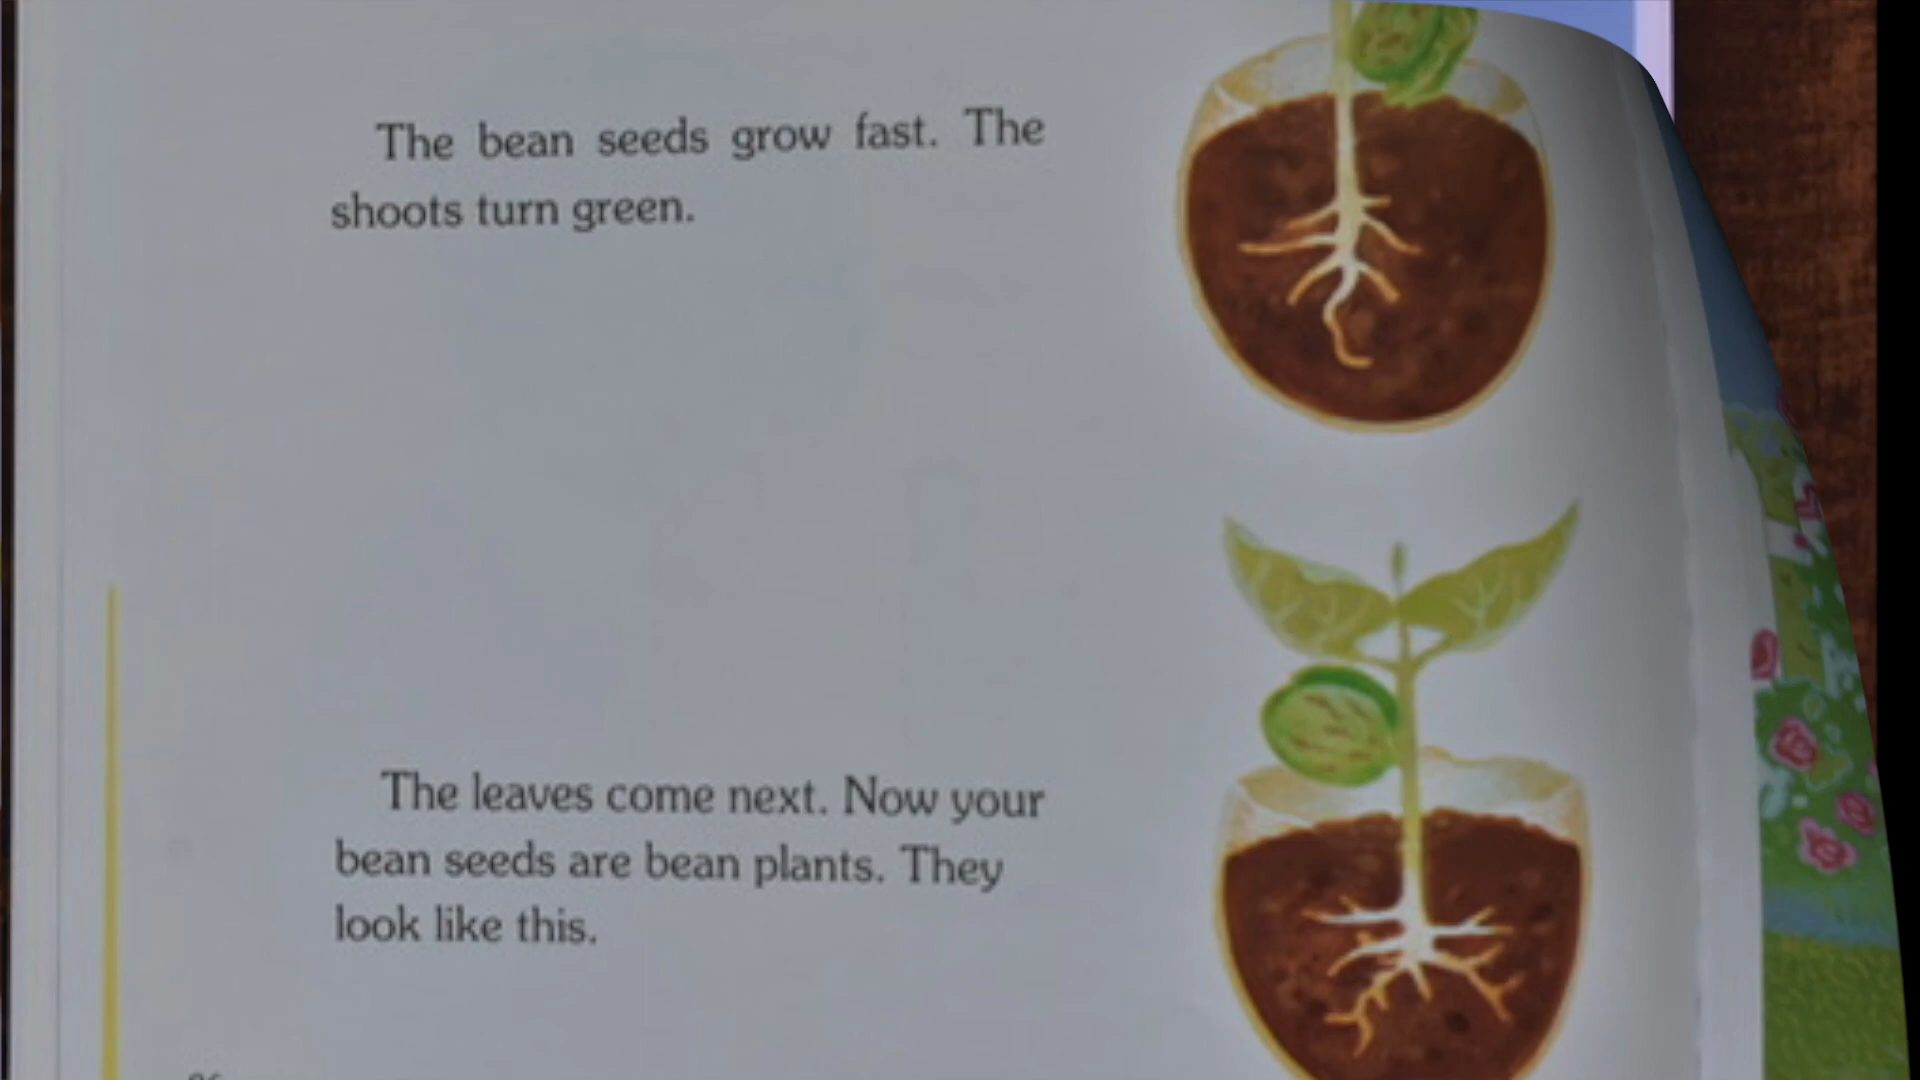 The bean seeds grow fast. The
shoots turn green.
The leaves come next. Now your
bean seeds are bean plants. They
look like this.